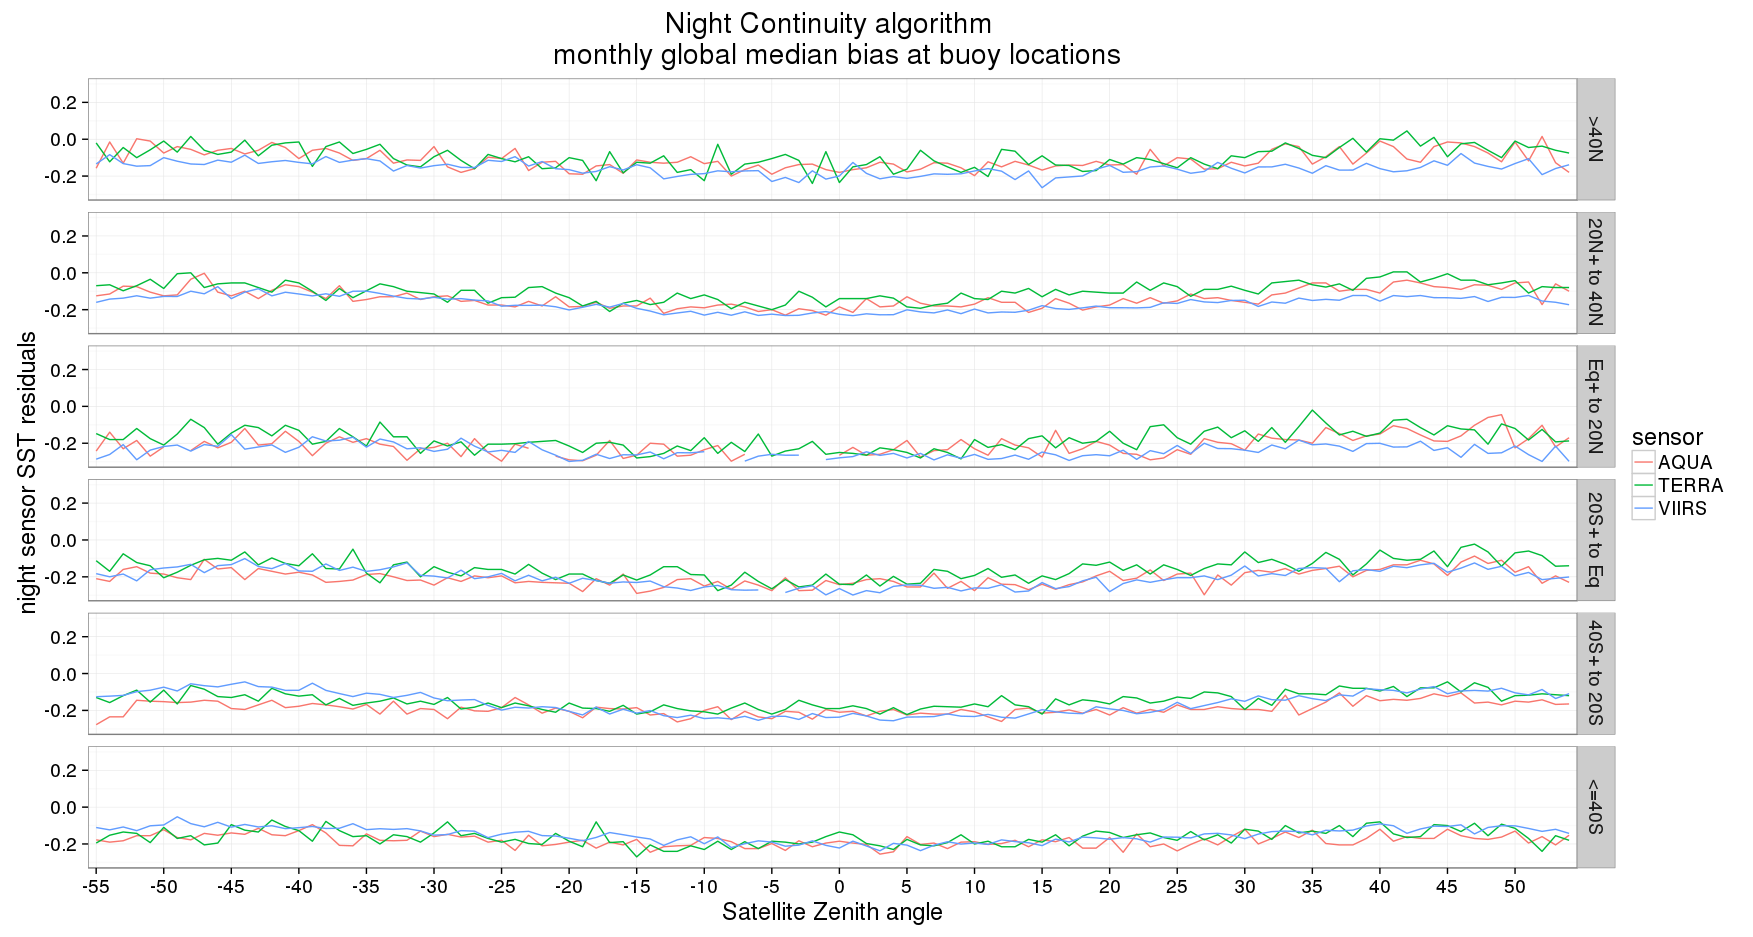 Night Continuity algorithm
monthly global median bias at buoy locations
night sensor SST residuals
0.2
0.0
-0.2
>40N
0.2
0.0
-0.2
20N+ to 40N
0.2
0.0
-0.2
Eq+ to 20N
0.2
0.0
-0.2
20S+ to Eq
0.2
0.0
-0.2
40S+ to 20S
0.2
0.0
-0.2
<=40S
-55 -50 -45 -40 -35 -30 -25 -20 -15 -10 -5 0 5 10 15 20 25 30 35 40 45 50
Satellite Zenith angle
sensor
AQUA
TERRA
VIIRS